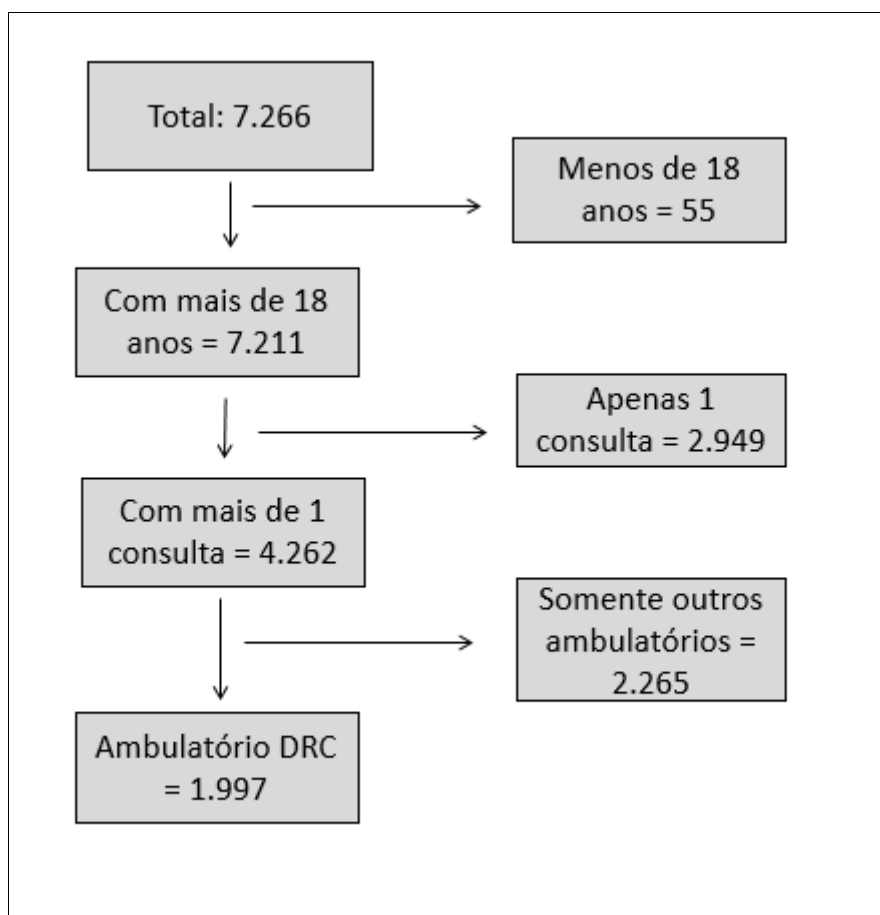 Total: 7.266
Menos de 18
anos = 55
Com mais de 18
anos = 7.211
Apenas 1
consulta = 2.949
Com mais de 1
consulta = 4.262
Somente outros
ambulatórios =
2.265
Ambulatório DRC
= 1.997